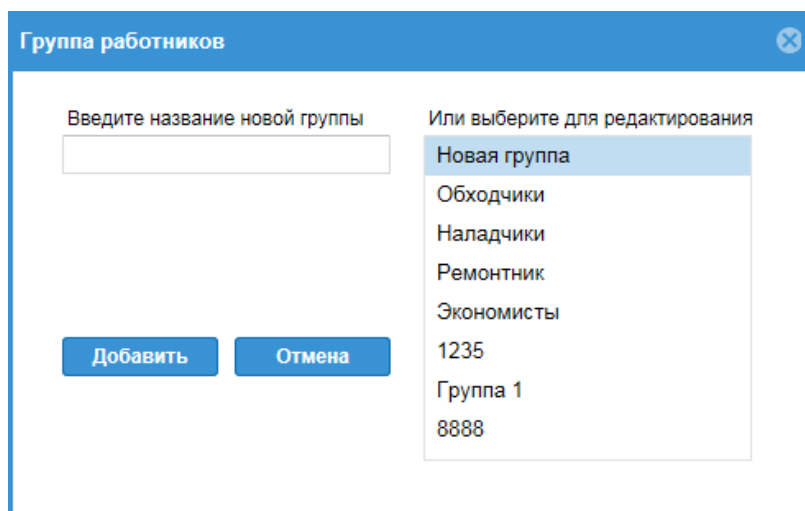 Группа работников
Введите название новой группы
Или выберите для редактирования
Новая группа
Обходчики
Наладчики
Ремонтник
Экономисты
1235
Группа 1
8888
Добавить
Отмена